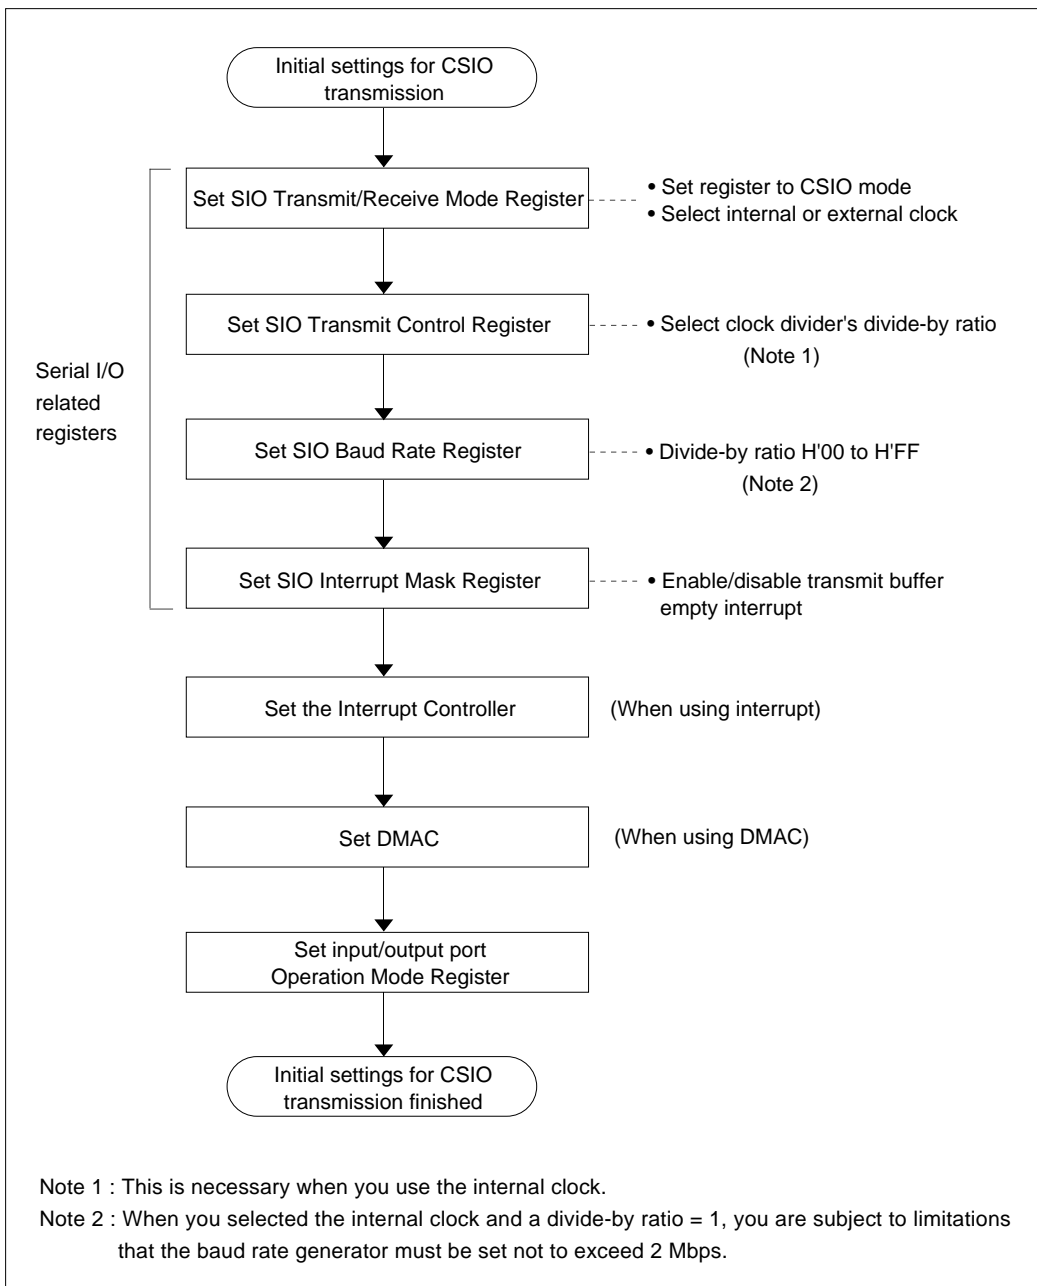 Initial settings for CSIO
transmission
Set SIO Transmit/Receive Mode Register
• Set register to CSIO mode
• Select internal or external clock
Set SIO Transmit Control Register
• Select clock divider's divide-by ratio
(Note 1)
Serial I/O
related
registers
Set SIO Baud Rate Register
• Divide-by ratio H'00 to H'FF
(Note 2)
Set SIO Interrupt Mask Register
• Enable/disable transmit buffer
empty interrupt
Set the Interrupt Controller
(When using interrupt)
Set DMAC
(When using DMAC)
Set input/output port
Operation Mode Register
Initial settings for CSIO
transmission finished
Note 1 : This is necessary when you use the internal clock.
Note 2 : When you selected the internal clock and a divide-by ratio = 1, you are subject to limitations
that the baud rate generator must be set not to exceed 2 Mbps.